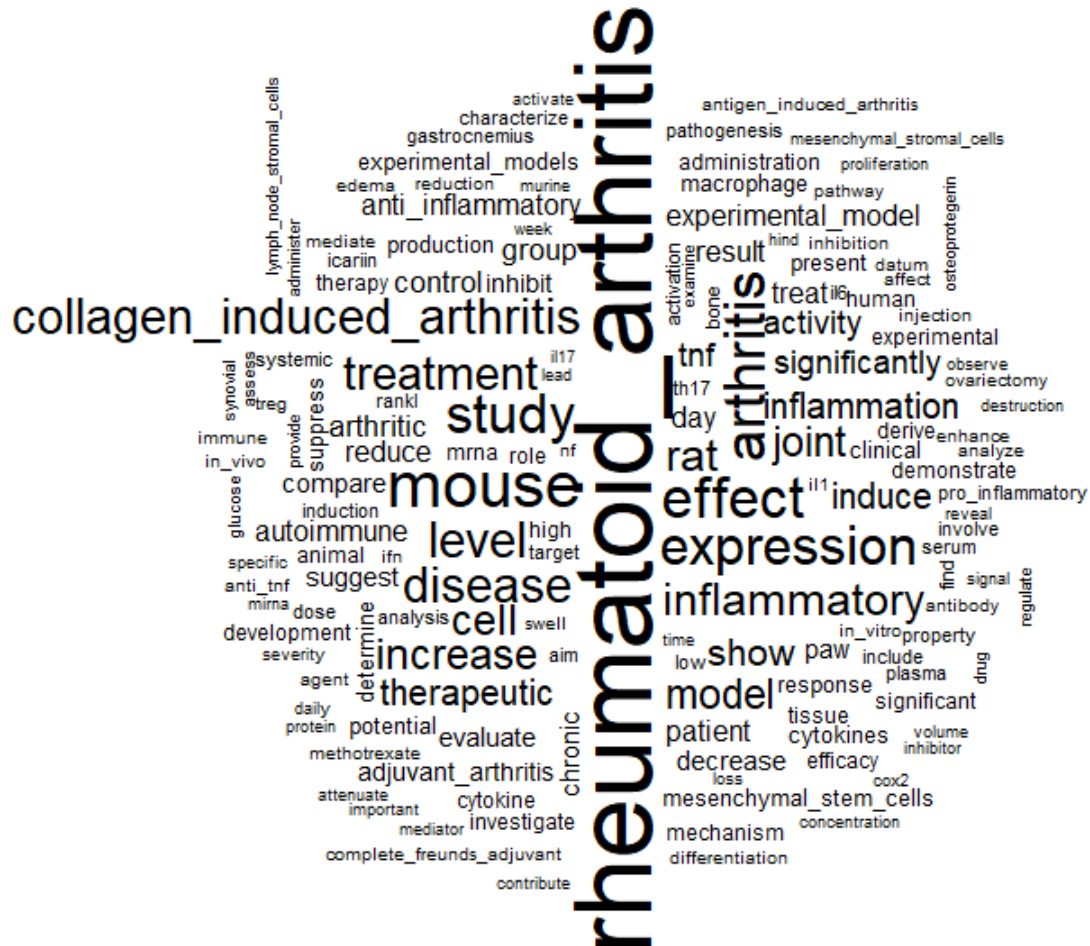 rheumatoid arthritis
activate
characterize
gastrocnemius
lymph_node_stromal_cells
experimental_models
edema
reduction
murine
anti_inflammatory
administer
week
mediate
production
group
icariin
therapy
control
inhibit
collagen_induced_arthritis
antigen_induced_arthritis
pathogenesis
mesenchymal_stromal_cells
administration
proliferation
macrophage
pathway
osteoprotegerin
experimental_model
activation
examine
result
hind
inhibition
present
datum
affect
bone
arthritis
treat
il6
human
injection
activity
experimental
synovial
assess
systemic
treatment
il17
lead
l
tnf
significantly
observe
ovariectomy
treg
suppress
rankl
study
th17
day
inflammation
destruction
immune
provide
arthritic
in_vivo
reduce
mrna
role
nf
rat
joint
derive
enhance
clinical
analyze
demonstrate
glucose
compare
mouse
effect
il1
induce
pro_inflammatory
induction
reveal
autoimmune
level
high
involve
specific
animal
ifn
target
expression
serum
anti_tnf
suggest
disease
find
signal
regulate
mirna
dose
inflammatory
antibody
development
determine
analysis
cell
swell
in_vitro
property
severity
increase
aim
time
low
show
paw
include
plasma
drug
agent
therapeutic
model
response
significant
daily
protein
potential
evaluate
chronic
tissue
patient
cytokines
volume
inhibitor
methotrexate
adjuvant_arthritis
decrease
efficacy
loss
cox2
attenuate
important
cytokine
mesenchymal_stem_cells
mediator
investigate
mechanism
concentration
complete_freunds_adjuvant
differentiation
contribute